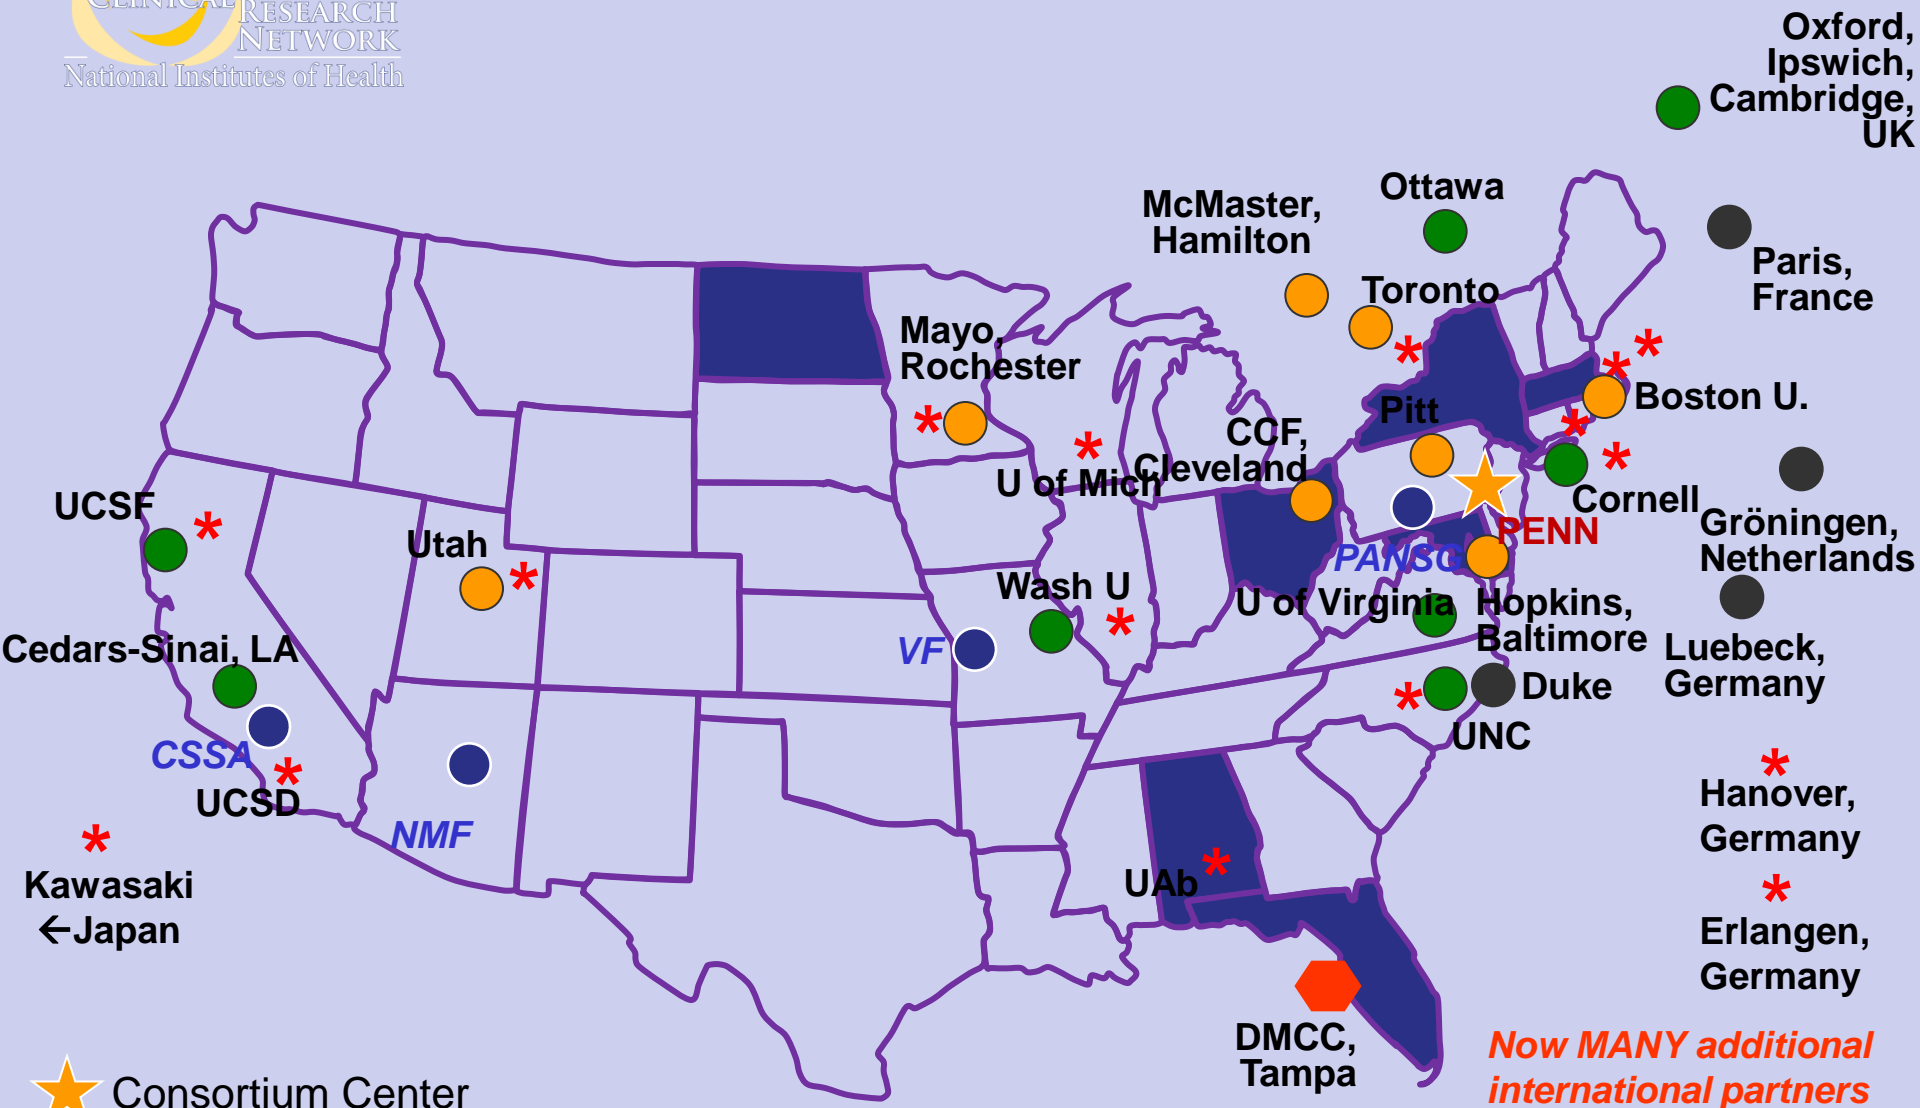 CLINICAL RESEARCH
NETWORK
National Institutes of Health
Oxford,
Ipswich,
Cambridge,
UK
Ottawa
McMaster,
Hamilton
Toronto
Paris,
France
Mayo,
Rochester
Boston U.
Pitt
CCF,
Cleveland
U of Mich
Cornell
UCSF
Utah
PENN
Gröningen,
Netherlands
PANSG
Wash U
U of Virginia
Hopkins,
Baltimore
Cedars-Sinai, LA
VF
Luebeck,
Germany
Duke
UNC
CSSA
UCSD
NMF
Hanover,
Germany
Kawasaki
←Japan
UAb
Erlangen,
Germany
DMCC,
Tampa
Now MANY additional
international partners
Consortium Center